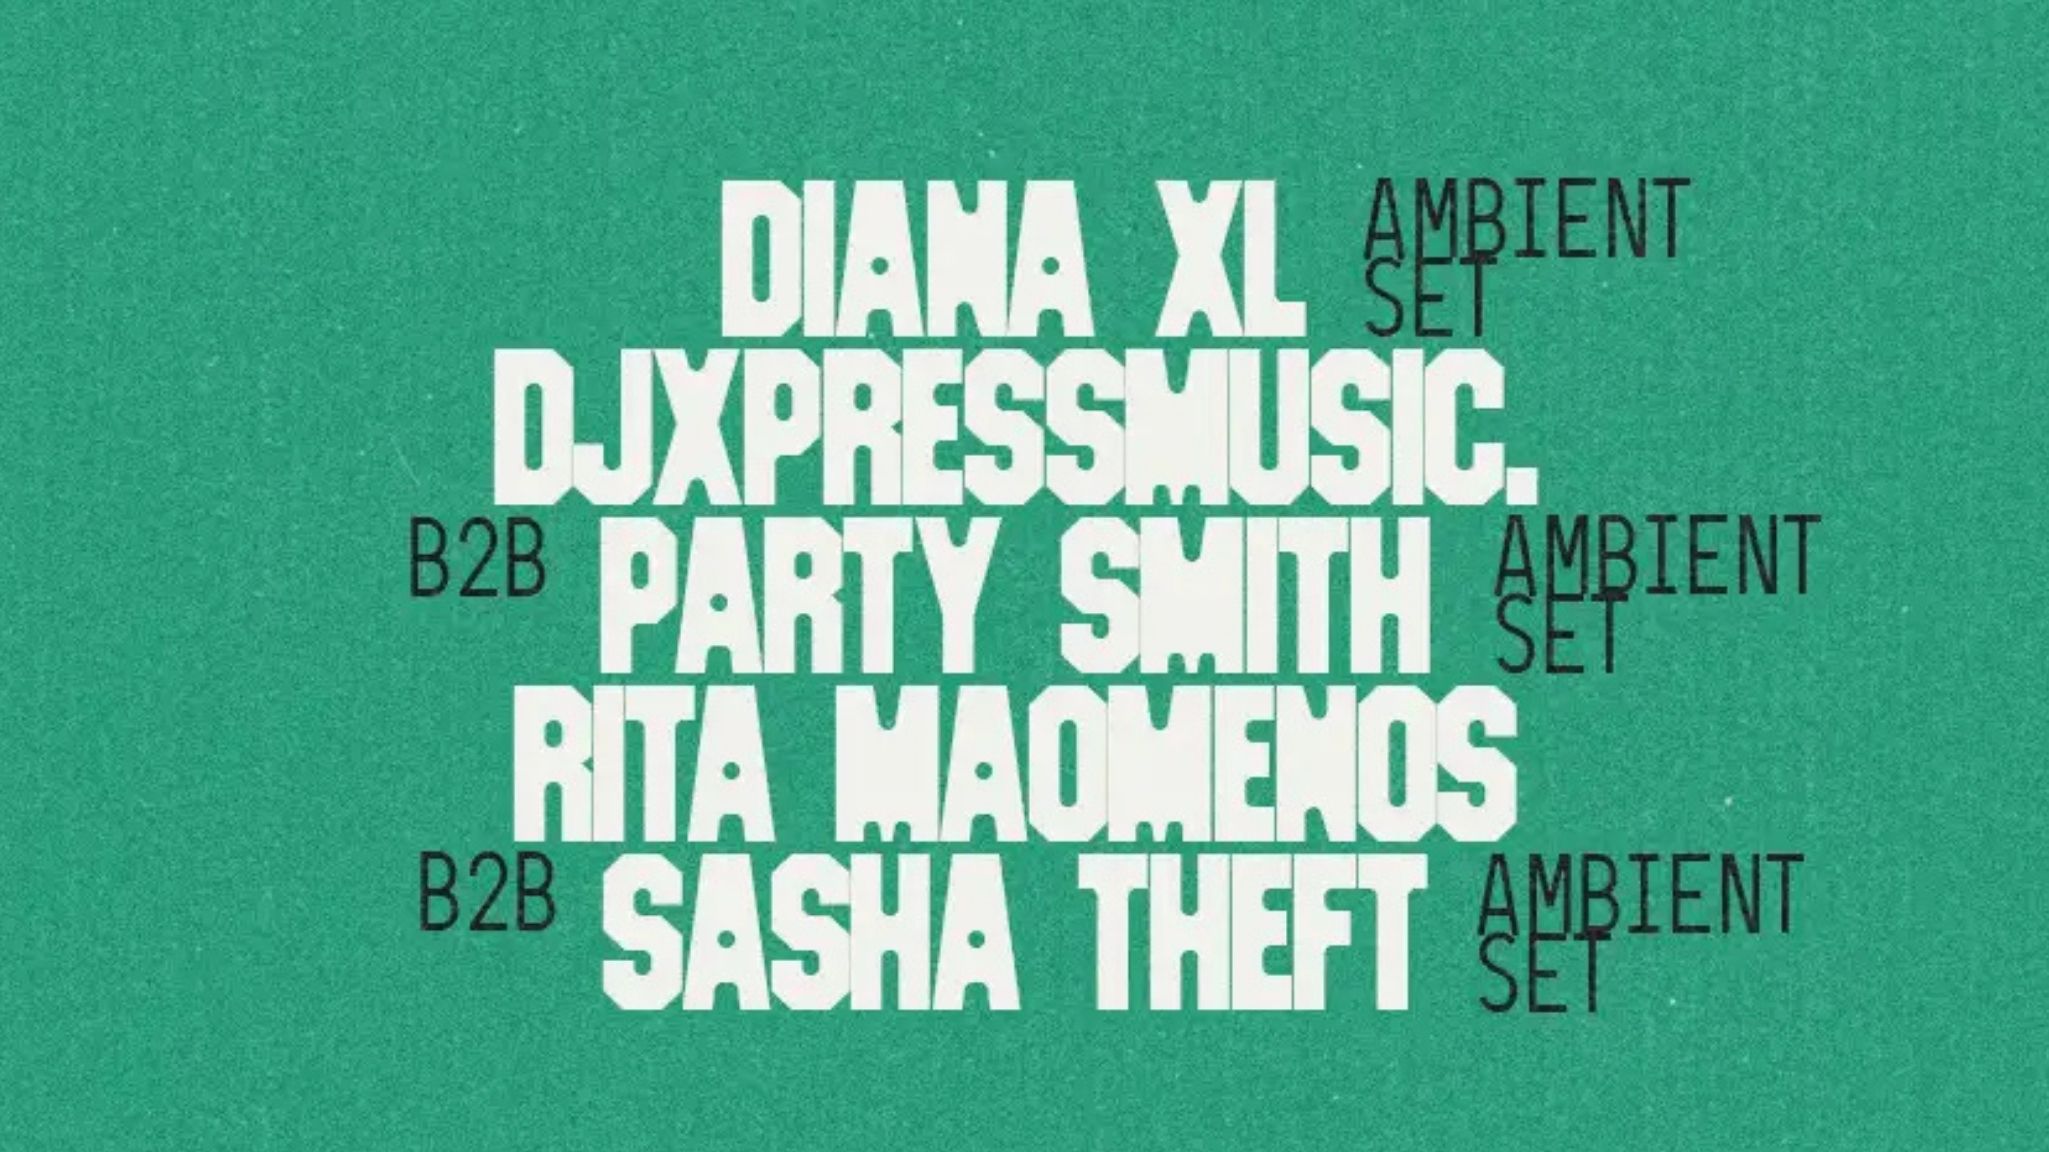 DIANA XL AMBIENT SET
DJXPRESSMUSIC.
B2B PARTY SMITH AMBIENT SET
RITA MAOMENOS
B2B SASHA THEFT AMBIENT SET